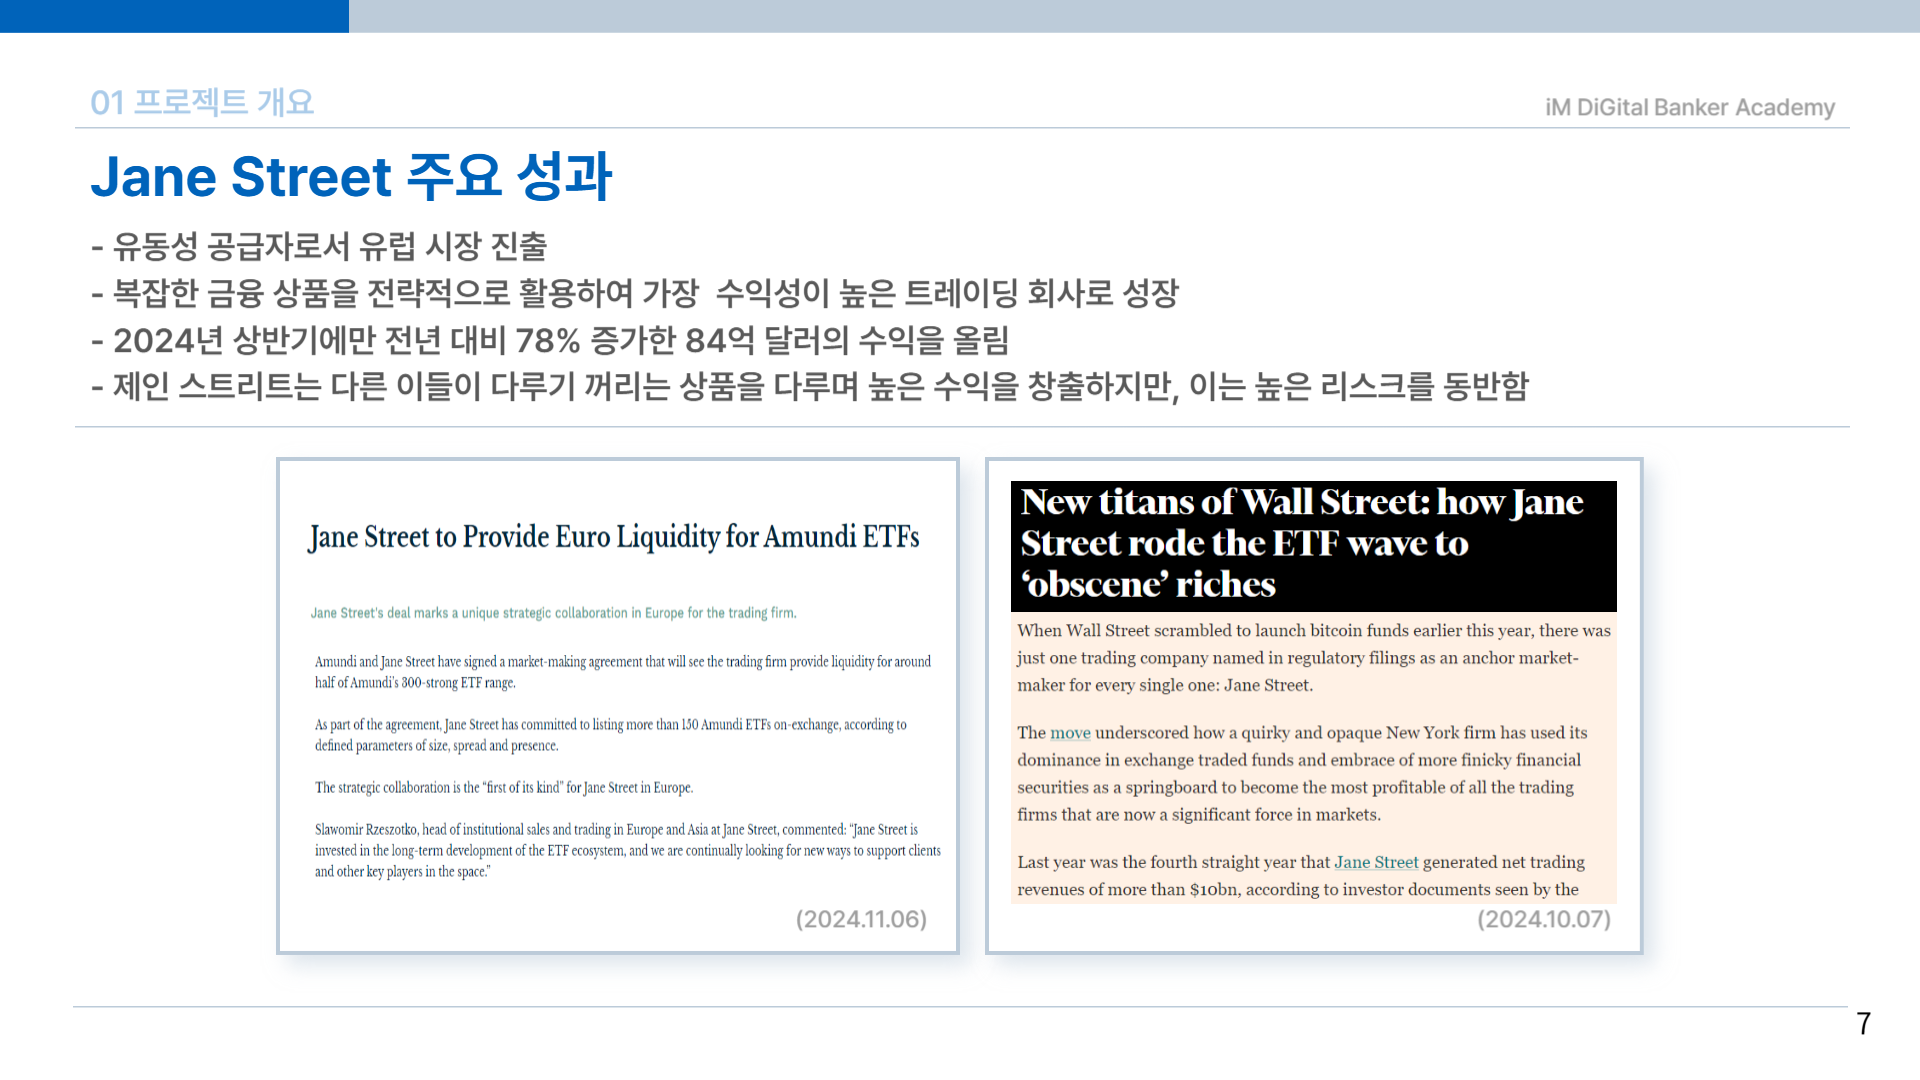 01 프로젝트 개요
iM DiGital Banker Academy
Jane Street 주요 성과
- 유동성 공급자로서 유럽 시장 진출
- 복잡한 금융 상품을 전략적으로 활용하여 가장 수익성이 높은 트레이딩 회사로 성장
- 2024년 상반기에만 전년 대비 78% 증가한 84억 달러의 수익을 올림
- 제인 스트리트는 다른 이들이 다루기 꺼리는 상품을 다루며 높은 수익을 창출하지만, 이는 높은 리스크를 동반함
Jane Street to Provide Euro Liquidity for Amundi ETFs
Jane Street's deal marks a unique strategic collaboration in Europe for the trading firm.
Amundi and Jane Street have signed a market-making agreement that will see the trading firm provide liquidity for around
half of Amundi's 300-strong ETF range.
As part of the agreement, Jane Street has committed to listing more than 150 Amundi ETFs on-exchange, according to
defined parameters of size, spread and presence.
The strategic collaboration is the “first of its kind” for Jane Street in Europe.
Slawomir Rzeszotko, head of institutional sales and trading in Europe and Asia at Jane Street, commented: “Jane Street is
invested in the long-term development of the ETF ecosystem, and we are continually looking for new ways to support clients
and other key players in the space.”
(2024.11.06)
New titans of Wall Street: how Jane
Street rode the ETF wave to
‘obscene’ riches
When Wall Street scrambled to launch bitcoin funds earlier this year, there was
just one trading company named in regulatory filings as an anchor market-
maker for every single one: Jane Street.
The move underscored how a quirky and opaque New York firm has used its
dominance in exchange traded funds and embrace of more finicky financial
securities as a springboard to become the most profitable of all the trading
firms that are now a significant force in markets.
Last year was the fourth straight year that Jane Street generated net trading
revenues of more than $10bn, according to investor documents seen by the
(2024.10.07)
7